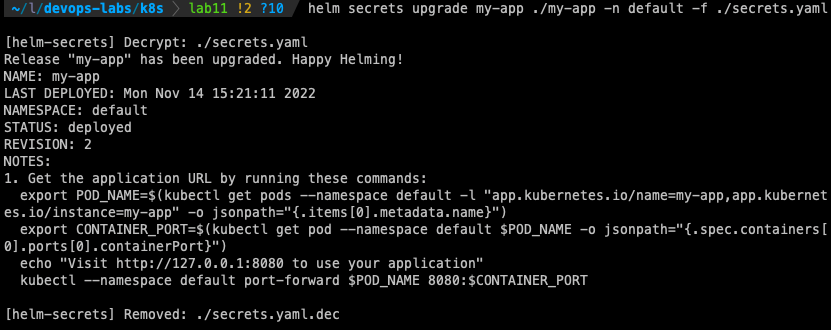 ~/l/devops-labs/k8s lab11 !2 ?10 helm secrets upgrade my-app ./my-app -n default -f ./secrets.yaml
[helm-secrets] Decrypt: ./secrets.yaml
Release "my-app" has been upgraded. Happy Helming!
NAME: my-app
LAST DEPLOYED: Mon Nov 14 15:21:11 2022
NAMESPACE: default
STATUS: deployed
REVISION: 2
NOTES:
1. Get the application URL by running these commands:
  export POD_NAME=$(kubectl get pods --namespace default -l "app.kubernetes.io/name=my-app,app.kubernet
es.io/instance=my-app" -o jsonpath="{.items[0].metadata.name}")
  export CONTAINER_PORT=$(kubectl get pod --namespace default $POD_NAME -o jsonpath="{.spec.containers[
0].ports[0].containerPort}")
  echo "Visit http://127.0.0.1:8080 to use your application"
  kubectl --namespace default port-forward $POD_NAME 8080:$CONTAINER_PORT
[helm-secrets] Removed: ./secrets.yaml.dec